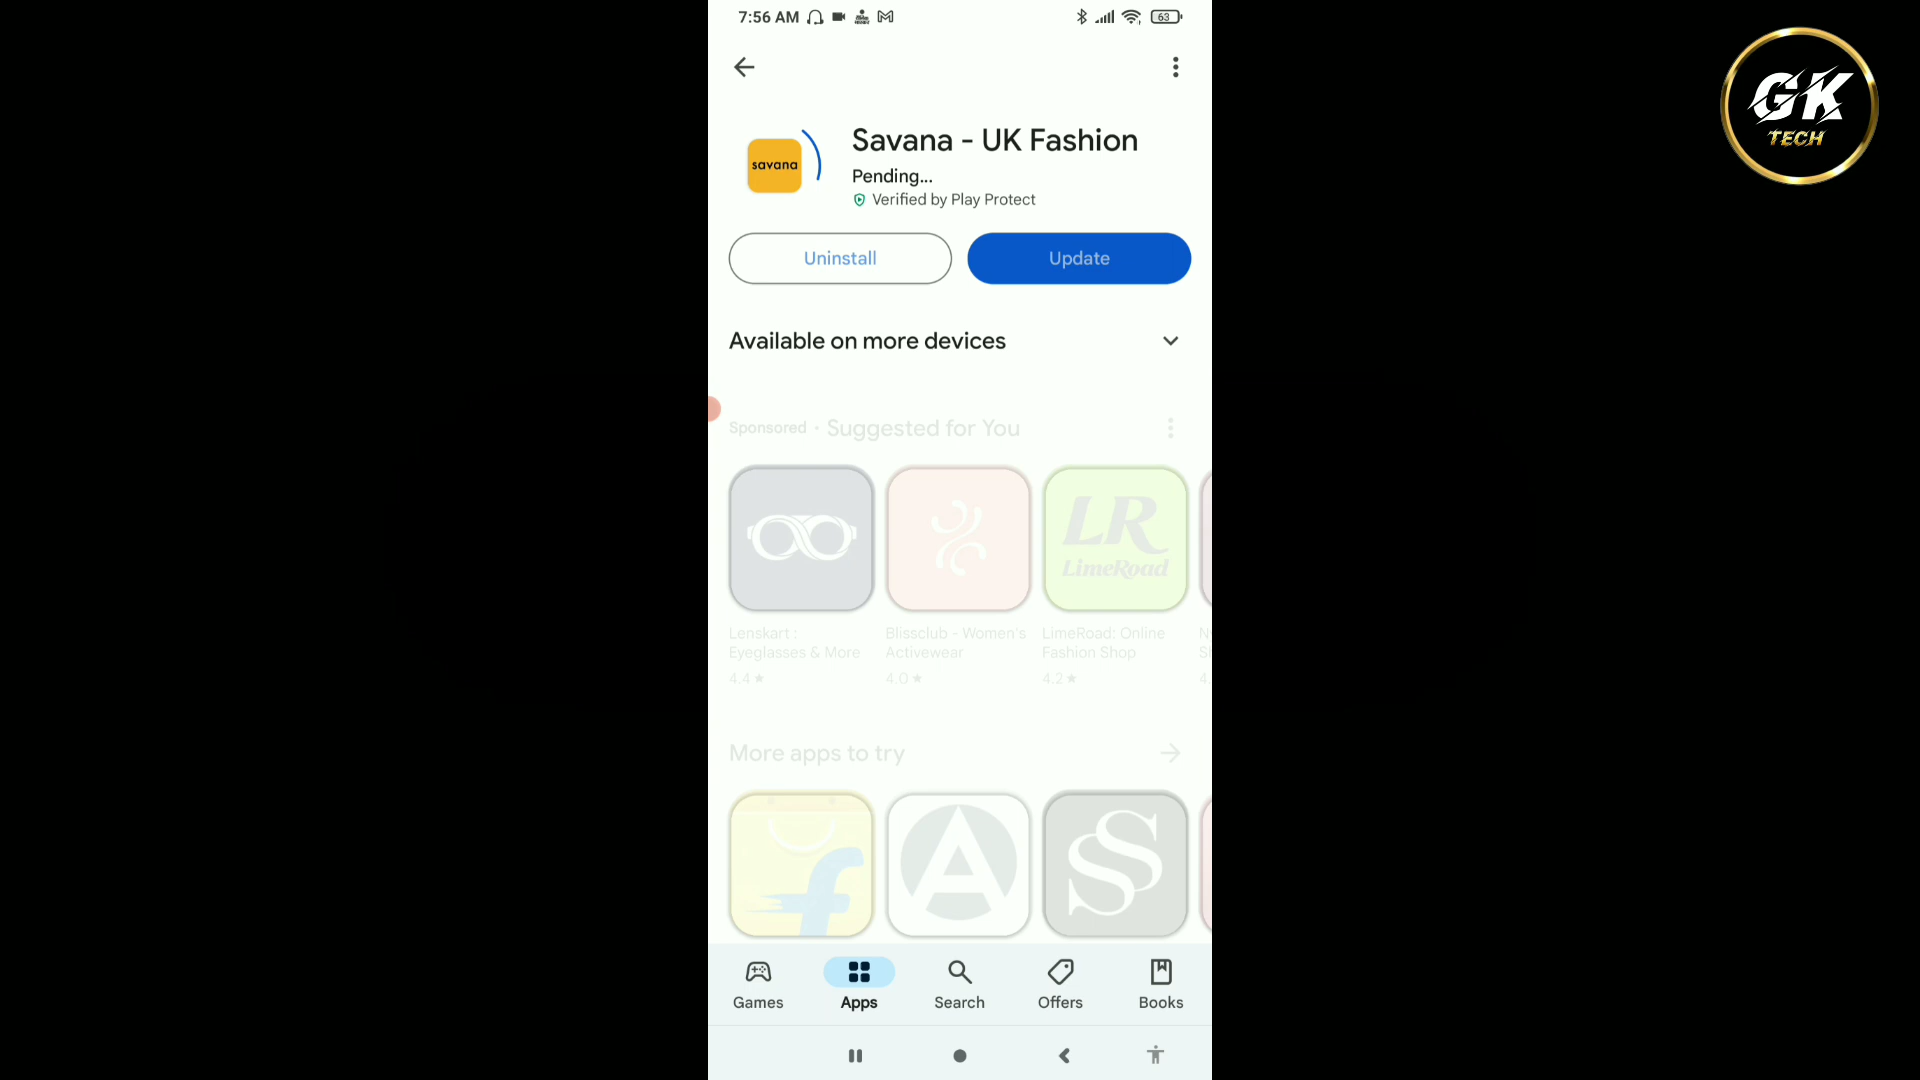 7:56 AM
63
GK
TECH
Savana - UK Fashion
savana
Pending...
Verified by Play Protect
Uninstall
Update
Available on more devices
Sponsored · Suggested for You
LR
LimeRoad
Lenskart :
Eyeglasses & More
4.4 ★
Blissclub - Women's
Activewear
4.0 ★
LimeRoad: Online
Fashion Shop
4.2 ★
More apps to try
Games
Apps
Search
Offers
Books